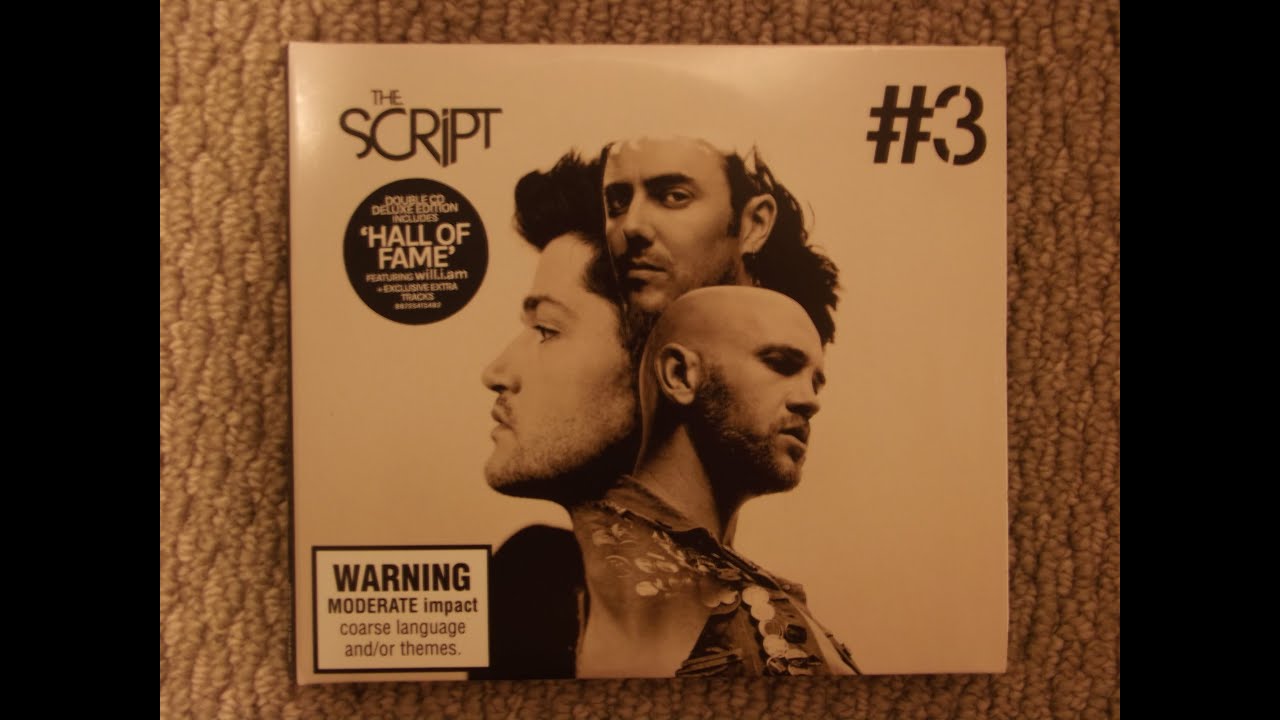 THE
SCRIPT
#3
DOUBLE CD
DELUXE EDITION
INCLUDES
'HALL OF
FAME'
FEATURING will.i.am
+ EXCLUSIVE EXTRA
TRACKS
WARNING
MODERATE impact
coarse language
and/or themes.